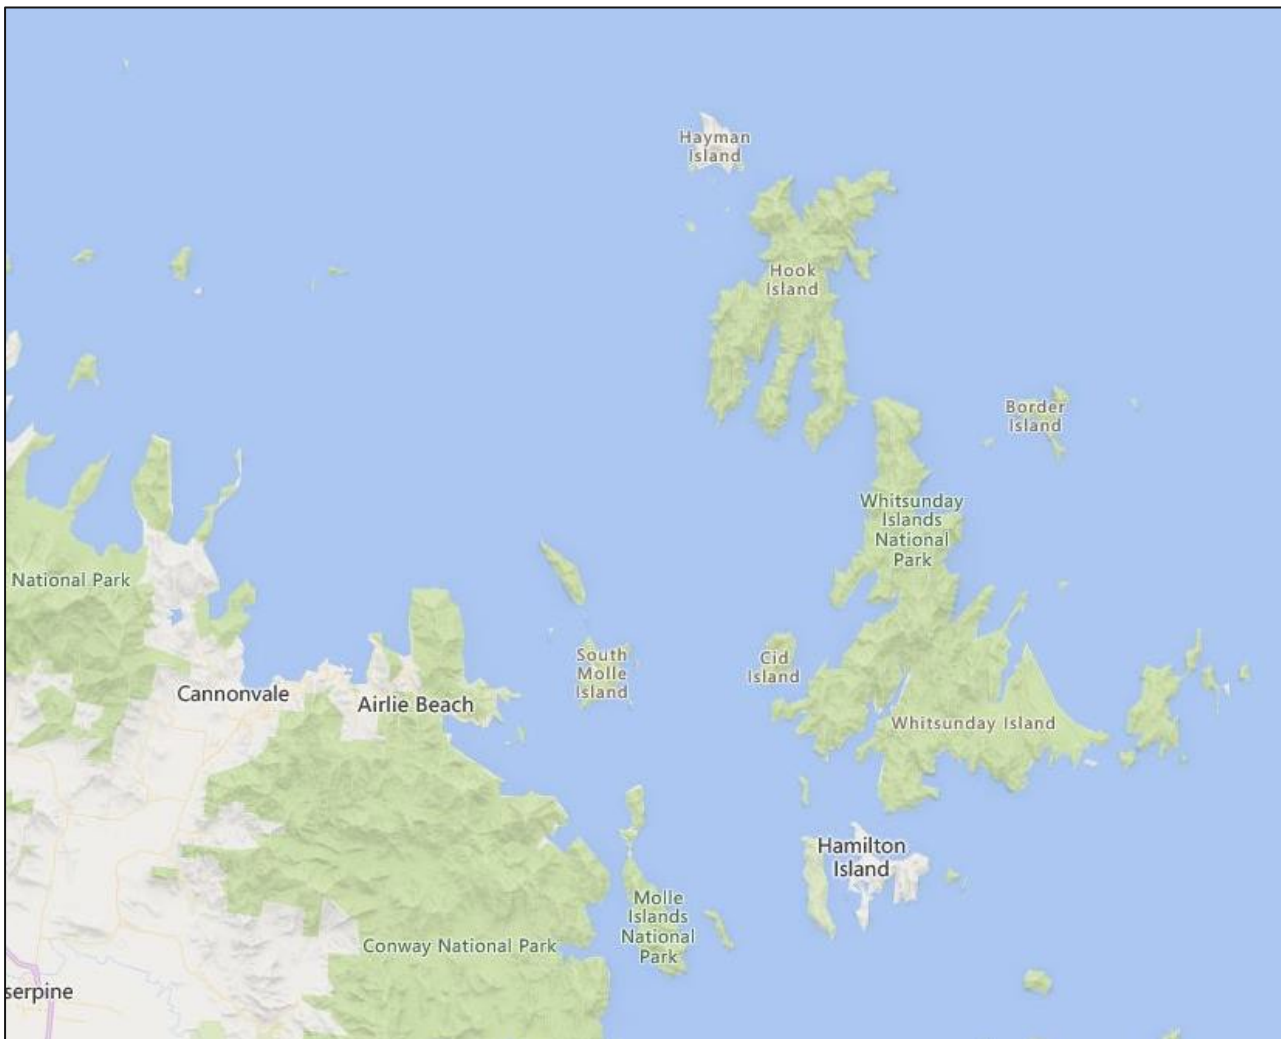 Hayman
Island
Hook
Island
Border
Island
Whitsunday
Islands
National
Park
National Park
South
Molle
Island
Cid
Island
Cannonvale
Airlie Beach
Whitsunday Island
Hamilton
Island
Molle
Islands
National
Park
Conway National Park
serpine